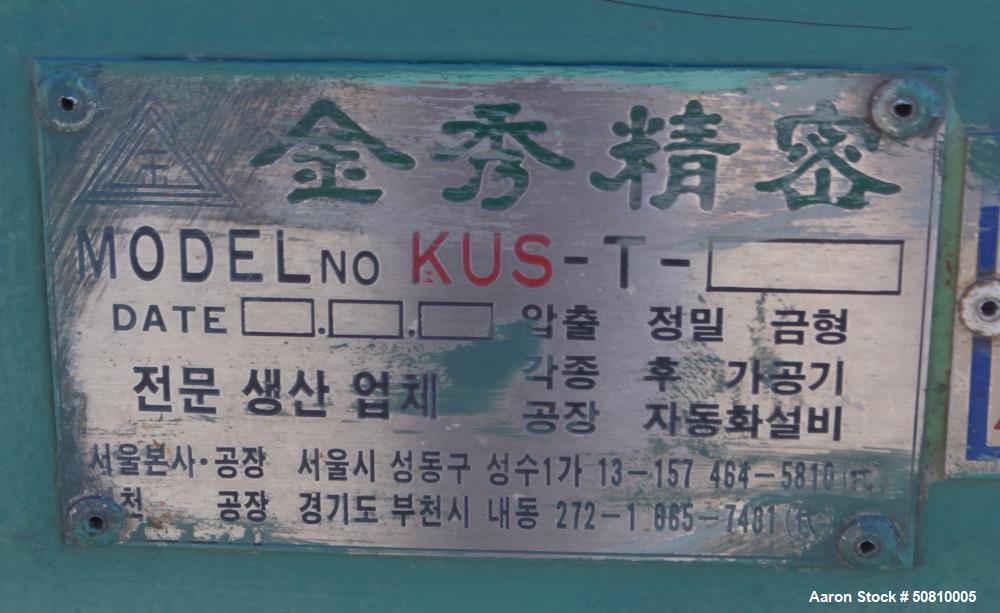 金秀精密
MODEL NO KUS-T-
DATE . .
압출 정밀 금형
전문 생산 업체
각종 후 가공기
공장 자동화설비
서울본사·공장 서울시 성동구 성수1가 13-157 464-5810(代)
천 공장 경기도 부천시 내동 272-1 665-7481
Aaron Stock # 50810005